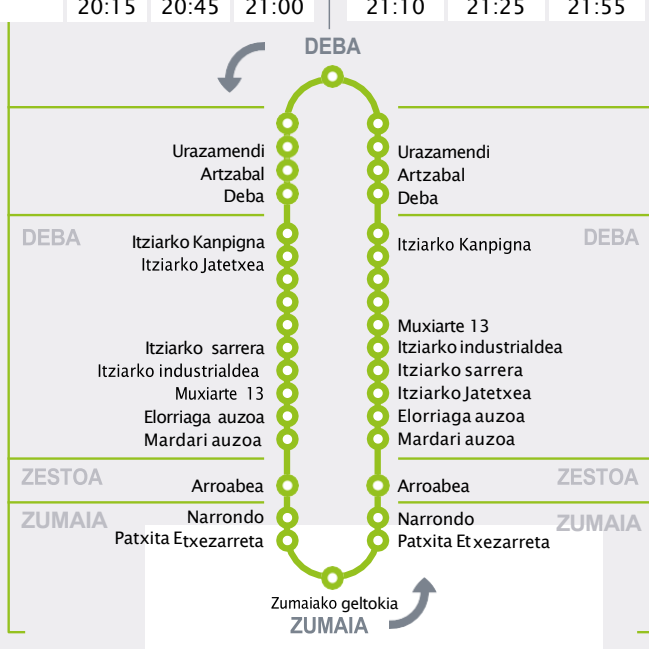 20:15 20:45 21:00 21:10 21:25 21:55
DEBA
Urazamendi Urazamendi
Artzabal Artzabal
Deba Deba
DEBA Itziarko Kanpigna Itziarko Kanpigna DEBA
Itziarko Jatetxea
Muxiarte 13
Itziarko sarrera Itziarko industrialdea
Itziarko industrialdea Itziarko sarrera
Muxiarte 13 Itziarko Jatetxea
Elorriaga auzoa Elorriaga auzoa
Mardari auzoa Mardari auzoa
ZESTOA Arroabea Arroabea ZESTOA
ZUMAIA Narrondo Narrondo ZUMAIA
Patxita Etxezarreta Patxita Etxezarreta
Zumaiako geltokia
ZUMAIA